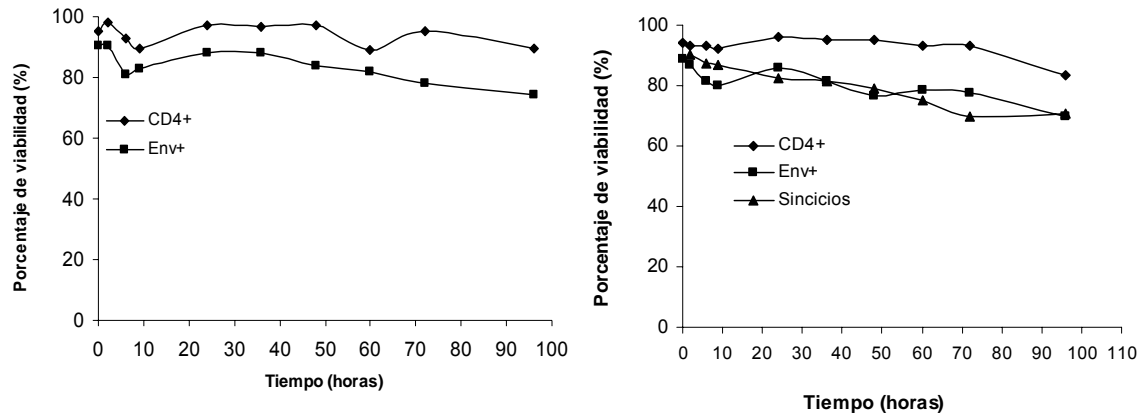 Porcentaje de viabilidad (%)
100
80
60
40
20
0
CD4+
Env+
0 10 20 30 40 50 60 70 80 90 100
Tiempo (horas)
Porcentaje de viabilidad (%)
100
80
60
40
20
0
CD4+
Env+
Sincicios
0 10 20 30 40 50 60 70 80 90 100 110
Tiempo (horas)